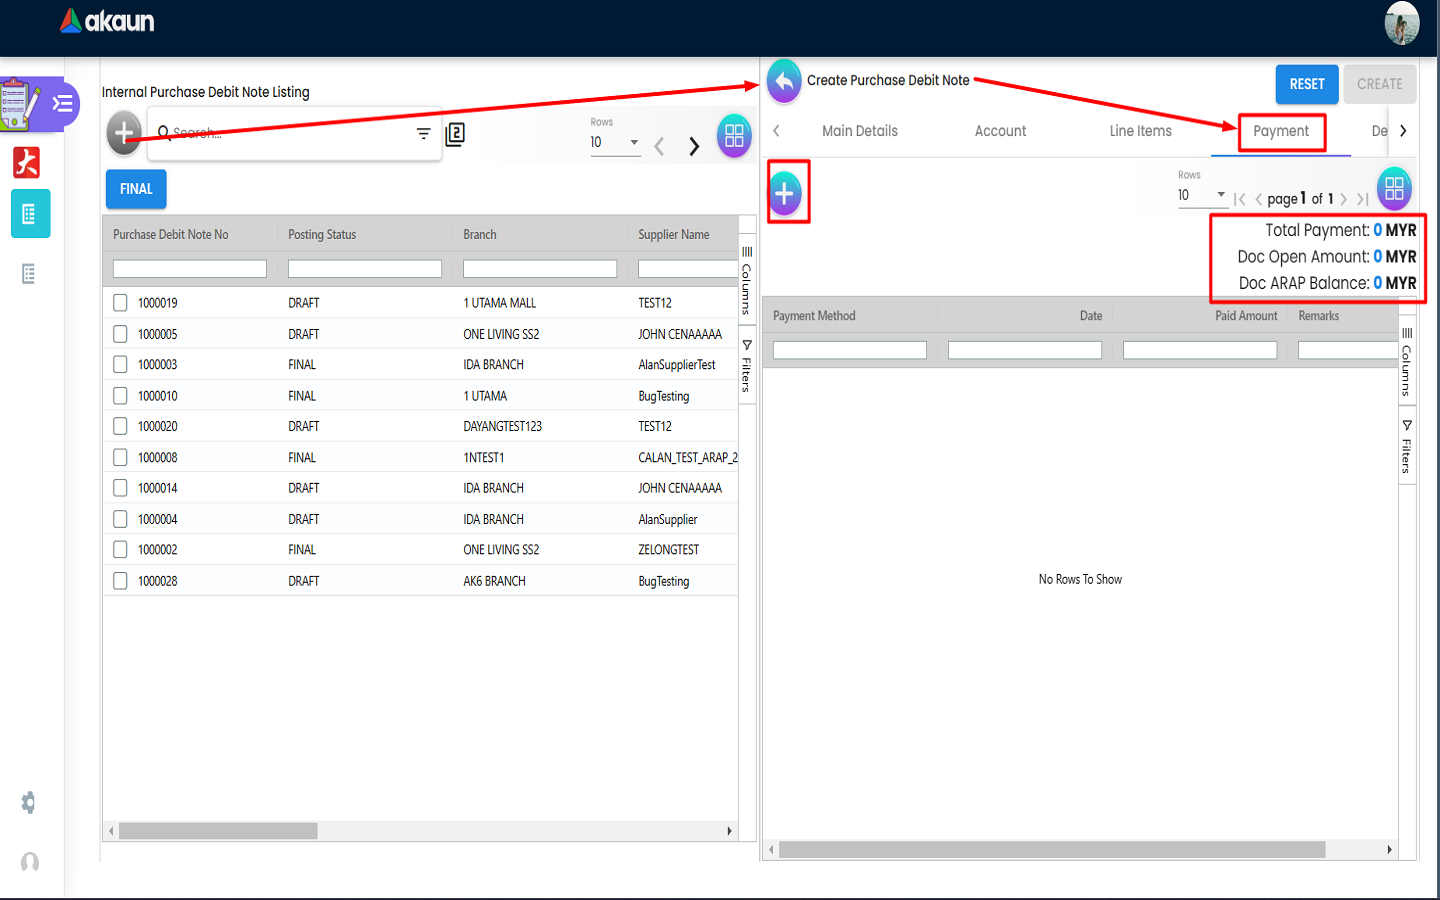 akaun
Internal Purchase Debit Note Listing
Search...
2
Rows
10
FINAL
Purchase Debit Note No Posting Status Branch Supplier Name
1000019 DRAFT 1 UTAMA MALL TEST12
1000005 DRAFT ONE LIVING SS2 JOHN CENAAAAA
1000003 FINAL IDA BRANCH AlanSupplierTest
1000010 FINAL 1 UTAMA BugTesting
1000020 DRAFT DAYANGTEST123 TEST12
1000008 FINAL 1NTEST1 CALAN_TEST_ARAP_2
1000014 DRAFT IDA BRANCH JOHN CENAAAAA
1000004 DRAFT IDA BRANCH AlanSupplier
1000002 FINAL ONE LIVING SS2 ZELONGTEST
1000028 DRAFT AK6 BRANCH BugTesting
Columns
Filters
Create Purchase Debit Note
RESET
CREATE
Main Details Account Line Items Payment De
Rows
10
page 1 of 1
Total Payment: 0 MYR
Doc Open Amount: 0 MYR
Doc ARAP Balance: 0 MYR
Payment Method Date Paid Amount Remarks
No Rows To Show
Columns
Filters